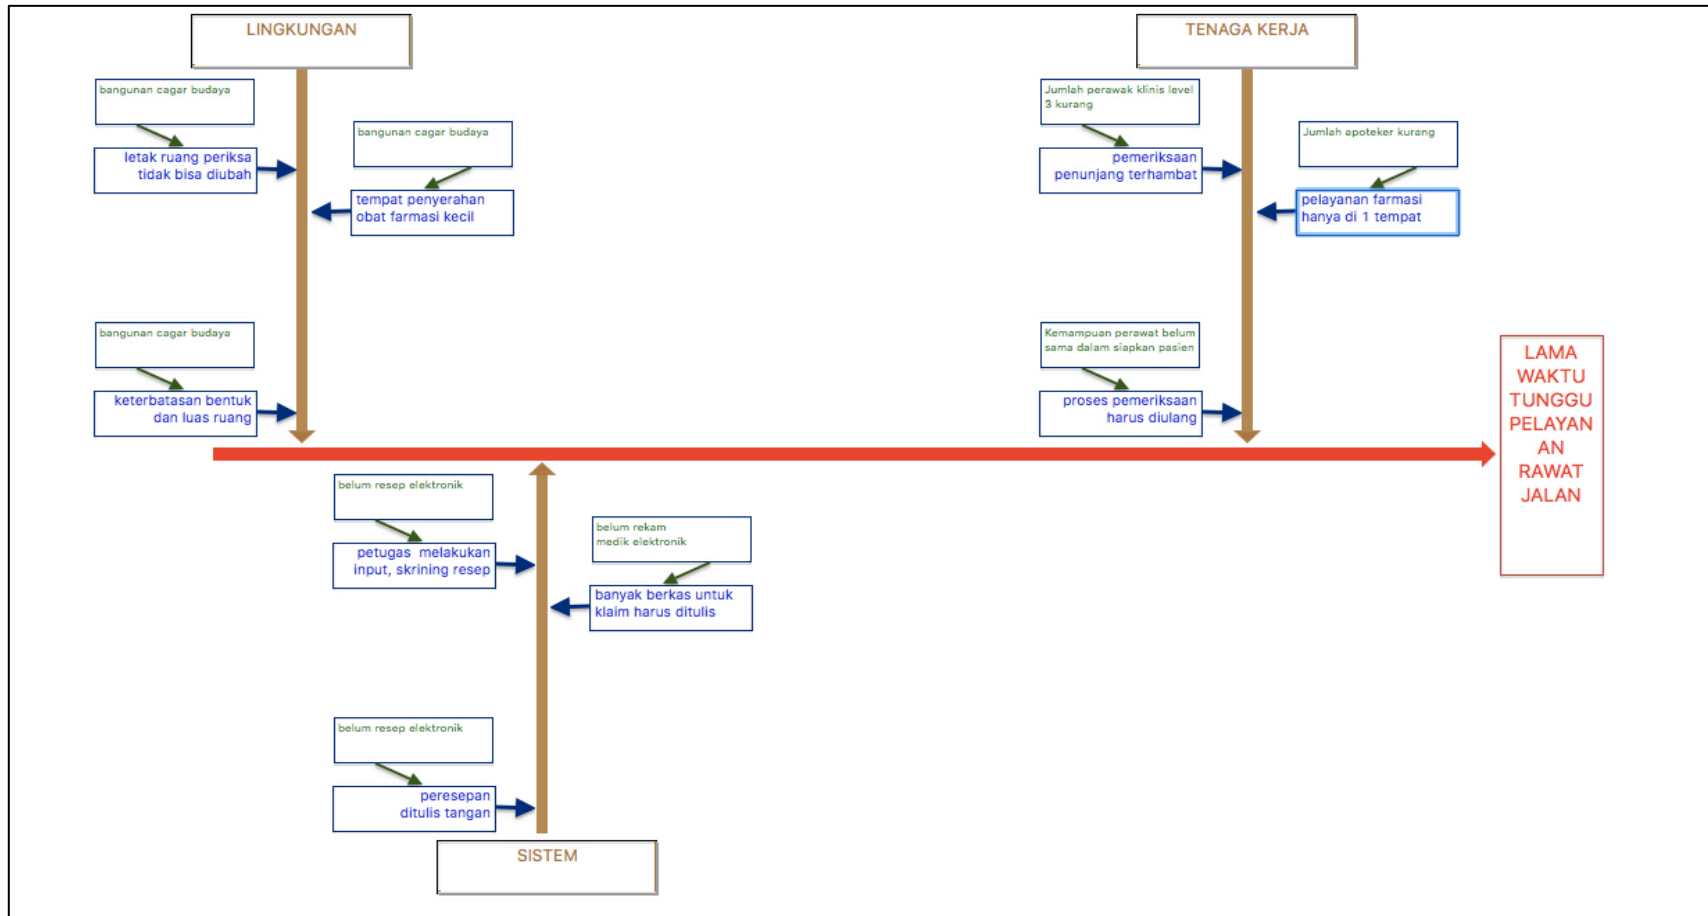 LINGKUNGAN
TENAGA KERJA
bangunan cagar budaya
letak ruang periksa
tidak bisa diubah
bangunan cagar budaya
tempat penyerahan
obat farmasi kecil
bangunan cagar budaya
keterbatasan bentuk
dan luas ruang
Jumlah perawak klinis level
3 kurang
pemeriksaan
penunjang terhambat
Jumlah apoteker kurang
pelayanan farmasi
hanya di 1 tempat
Kemampuan perawat belum
sama dalam siapkan pasien
proses pemeriksaan
harus diulang
LAMA
WAKTU
TUNGGU
PELAYAN
AN
RAWAT
JALAN
belum resep elektronik
petugas melakukan
input, skrining resep
belum rekam
medik elektronik
banyak berkas untuk
klaim harus ditulis
belum resep elektronik
peresepan
ditulis tangan
SISTEM